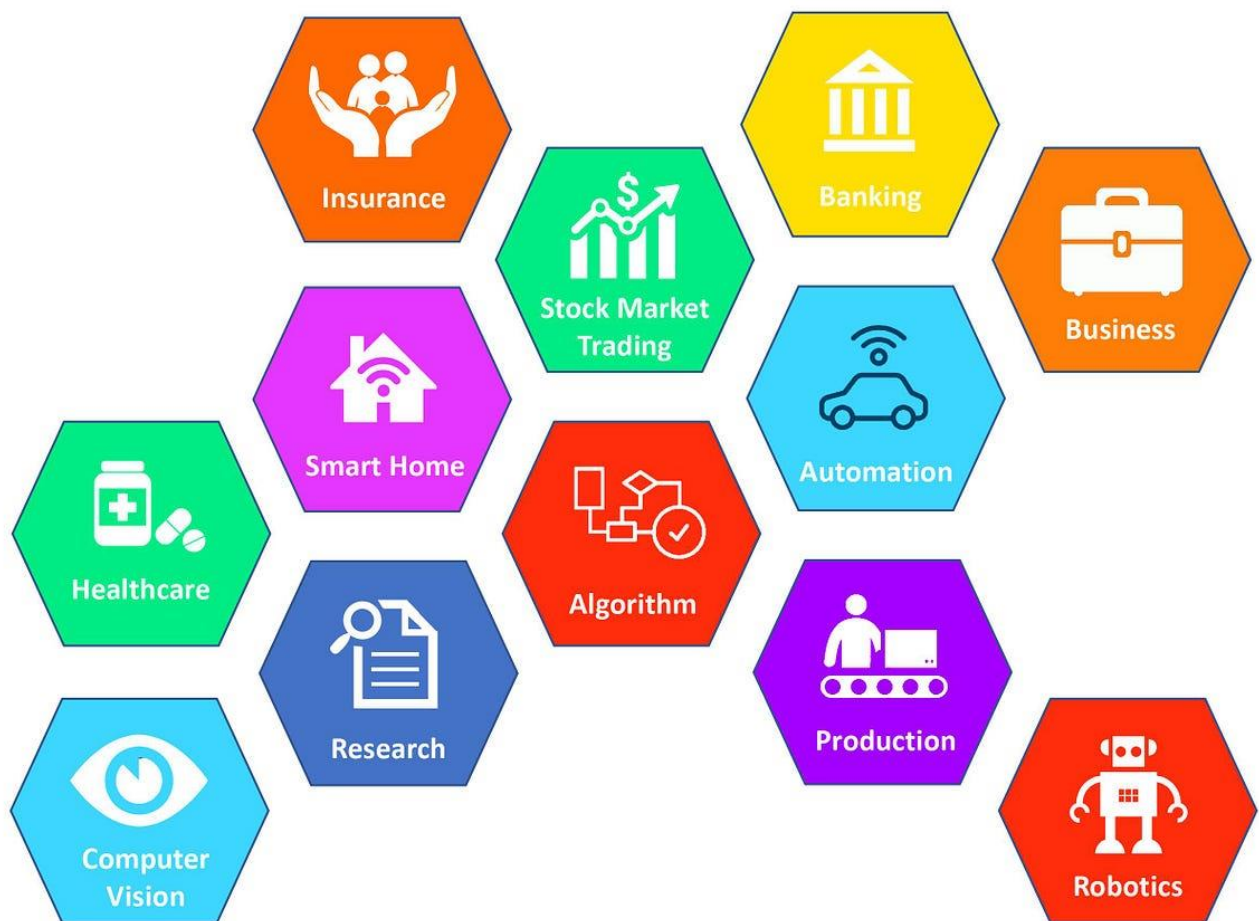 Insurance
Banking
Stock Market
Trading
Business
Smart Home
Automation
Healthcare
Algorithm
Research
Production
Computer
Vision
Robotics
$